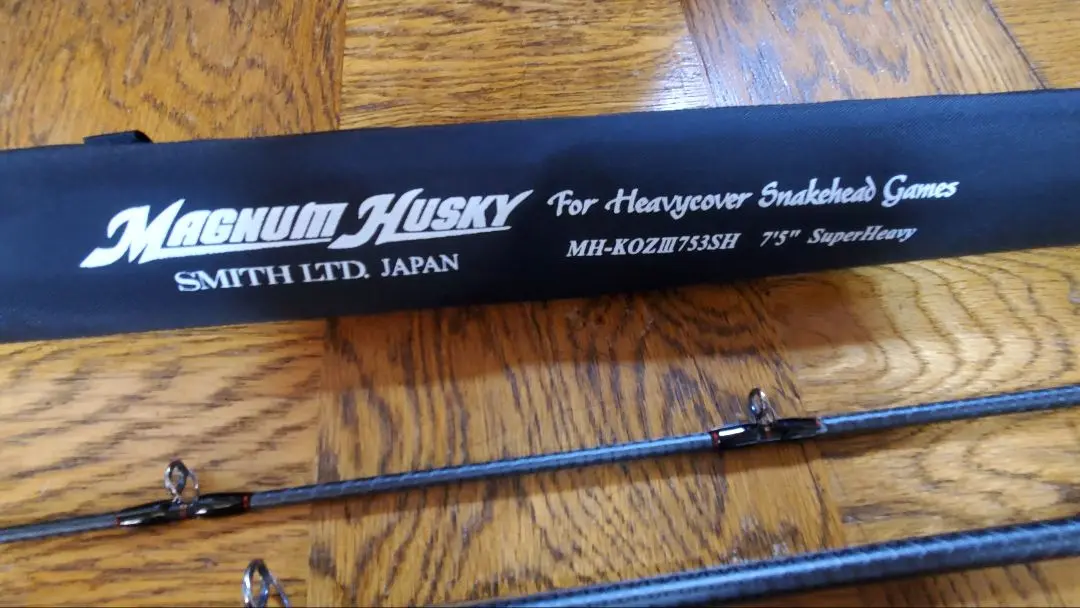 MAGNUM HUSKY
SMITH LTD. JAPAN
For Heavycover Snakehead Games
MH-KOZⅢ753SH 7'5" SuperHeavy